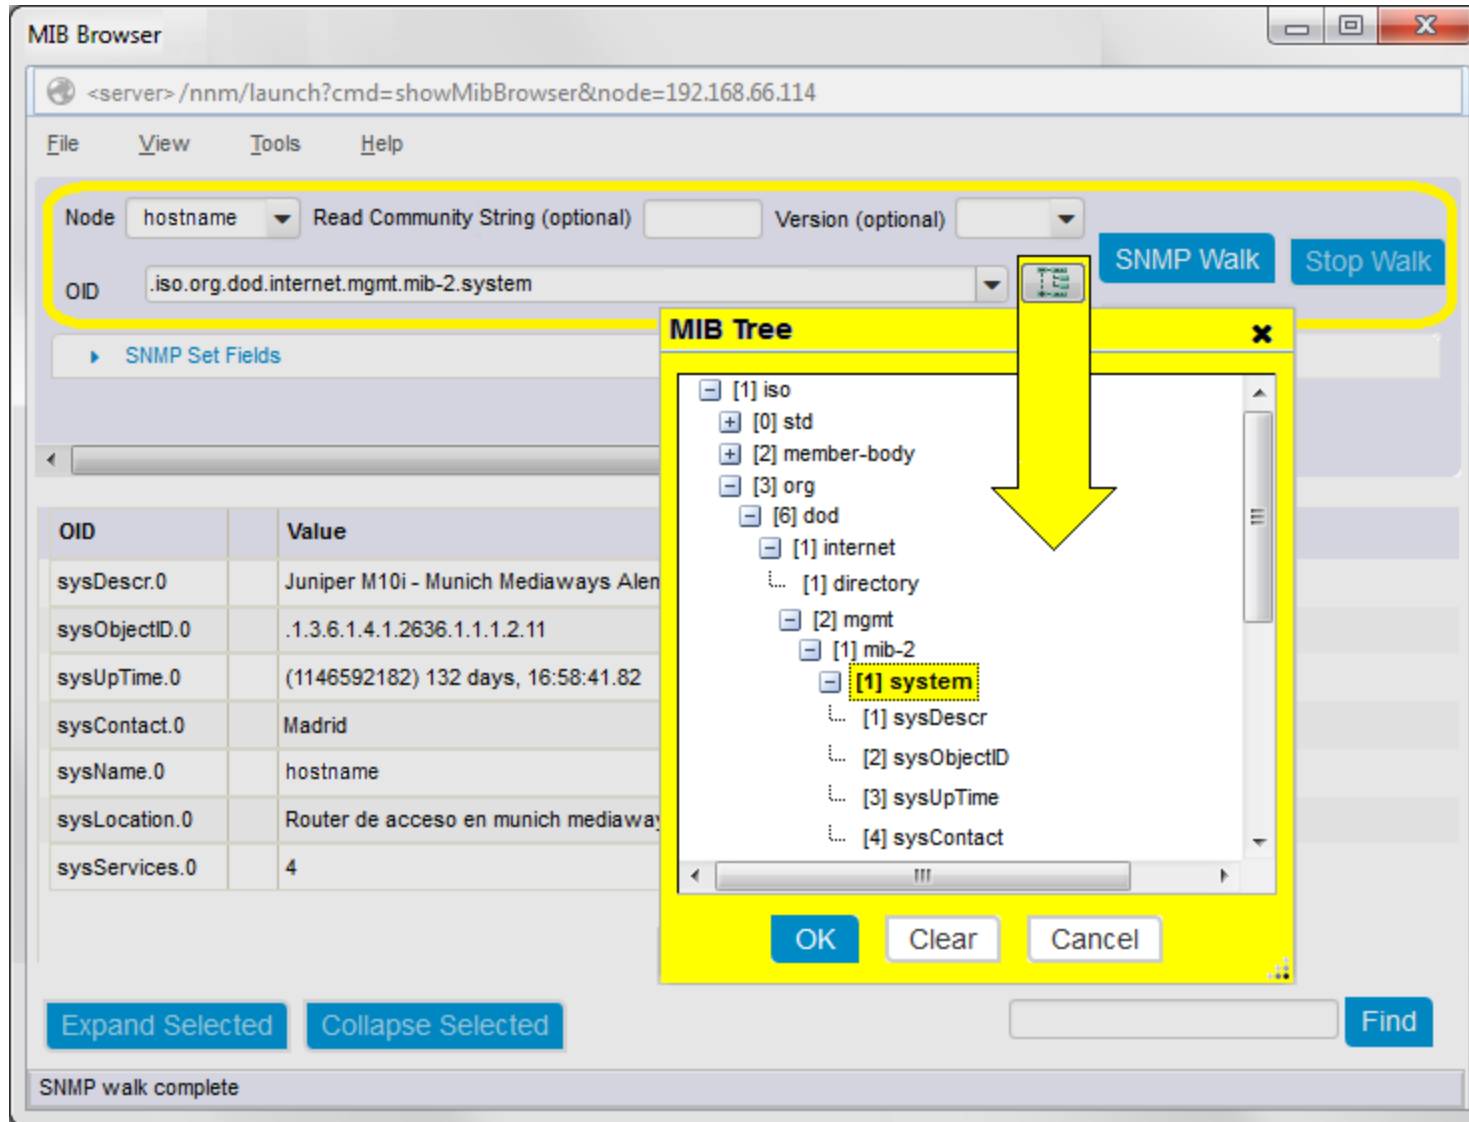 MIB Browser
<server>/nnm/launch?cmd=showMibBrowser&node=192.168.66.114
File View Tools Help
Node hostname Read Community String (optional) Version (optional)
SNMP Walk Stop Walk
OID .iso.org.dod.internet.mgmt.mib-2.system
SNMP Set Fields
OID Value
sysDescr.0 Juniper M10i - Munich Mediaways Alem
sysObjectID.0 .1.3.6.1.4.1.2636.1.1.1.2.11
sysUpTime.0 (1146592182) 132 days, 16:58:41.82
sysContact.0 Madrid
sysName.0 hostname
sysLocation.0 Router de acceso en munich mediaway
sysServices.0 4
MIB Tree
[1] iso
[0] std
[2] member-body
[3] org
[6] dod
[1] internet
[1] directory
[2] mgmt
[1] mib-2
[1] system
[1] sysDescr
[2] sysObjectID
[3] sysUpTime
[4] sysContact
OK Clear Cancel
Expand Selected Collapse Selected Find
SNMP walk complete